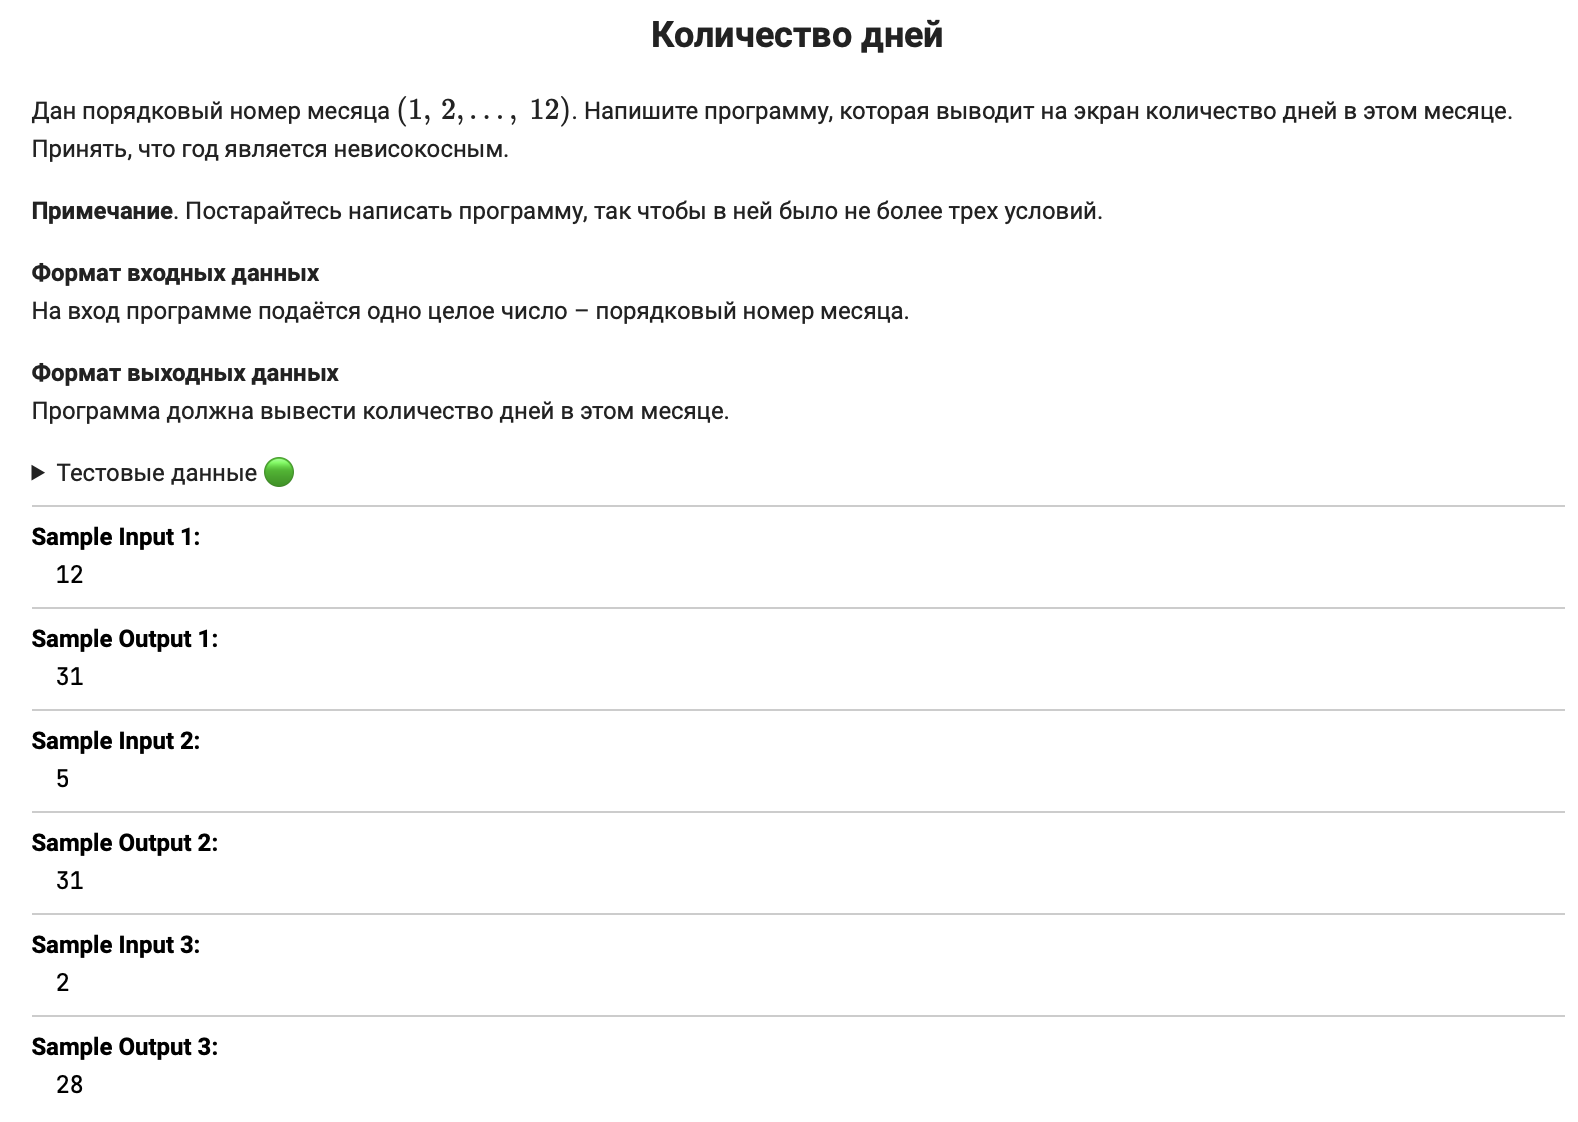 Количество дней
Дан порядковый номер месяца (1, 2, . . . , 12). Напишите программу, которая выводит на экран количество дней в этом месяце.
Принять, что год является невисокосным.
Примечание. Постарайтесь написать программу, так чтобы в ней было не более трех условий.
Формат входных данных
На вход программе подаётся одно целое число – порядковый номер месяца.
Формат выходных данных
Программа должна вывести количество дней в этом месяце.
Тестовые данные
Sample Input 1:
12
Sample Output 1:
31
Sample Input 2:
5
Sample Output 2:
31
Sample Input 3:
2
Sample Output 3:
28